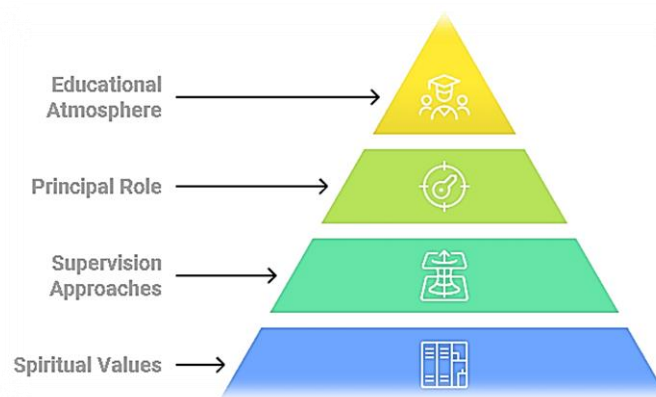 Educational
Atmosphere
Principal Role
Supervision
Approaches
Spiritual Values